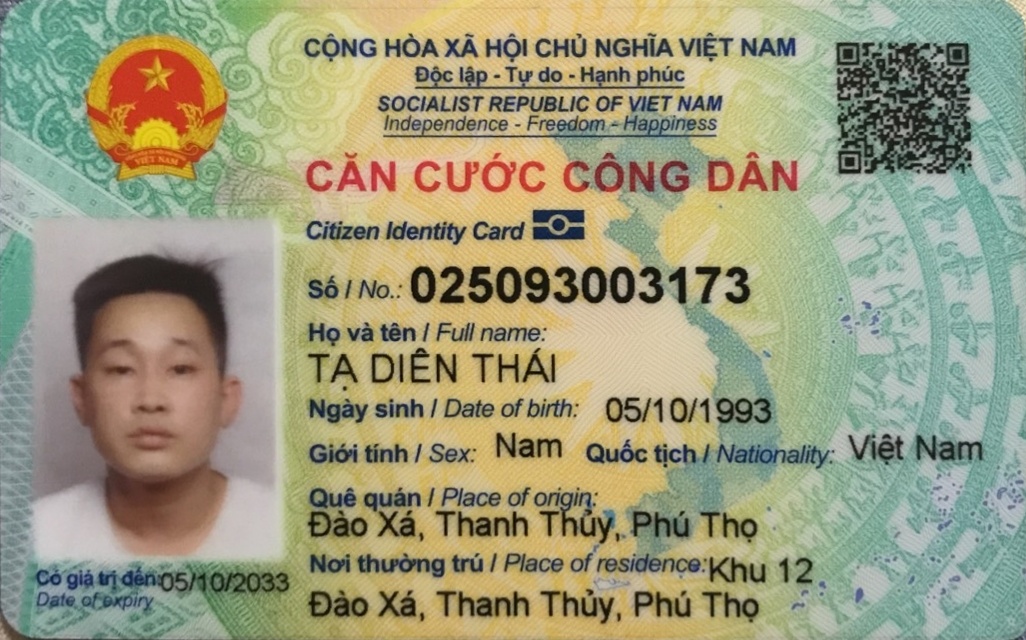 CỘNG HÒA XÃ HỘI CHỦ NGHĨA VIỆT NAM
Độc lập - Tự do - Hạnh phúc
SOCIALIST REPUBLIC OF VIET NAM
Independence - Freedom - Happiness
CĂN CƯỚC CÔNG DÂN
Citizen Identity Card
Số / No.: 025093003173
Họ và tên / Full name:
TẠ DIÊN THÁI
Ngày sinh / Date of birth: 05/10/1993
Giới tính / Sex: Nam Quốc tịch / Nationality: Việt Nam
Quê quán / Place of origin:
Đào Xá, Thanh Thủy, Phú Thọ
Nơi thường trú / Place of residence: Khu 12
Đào Xá, Thanh Thủy, Phú Thọ
Có giá trị đến: 05/10/2033
Date of expiry
VIỆT NAM